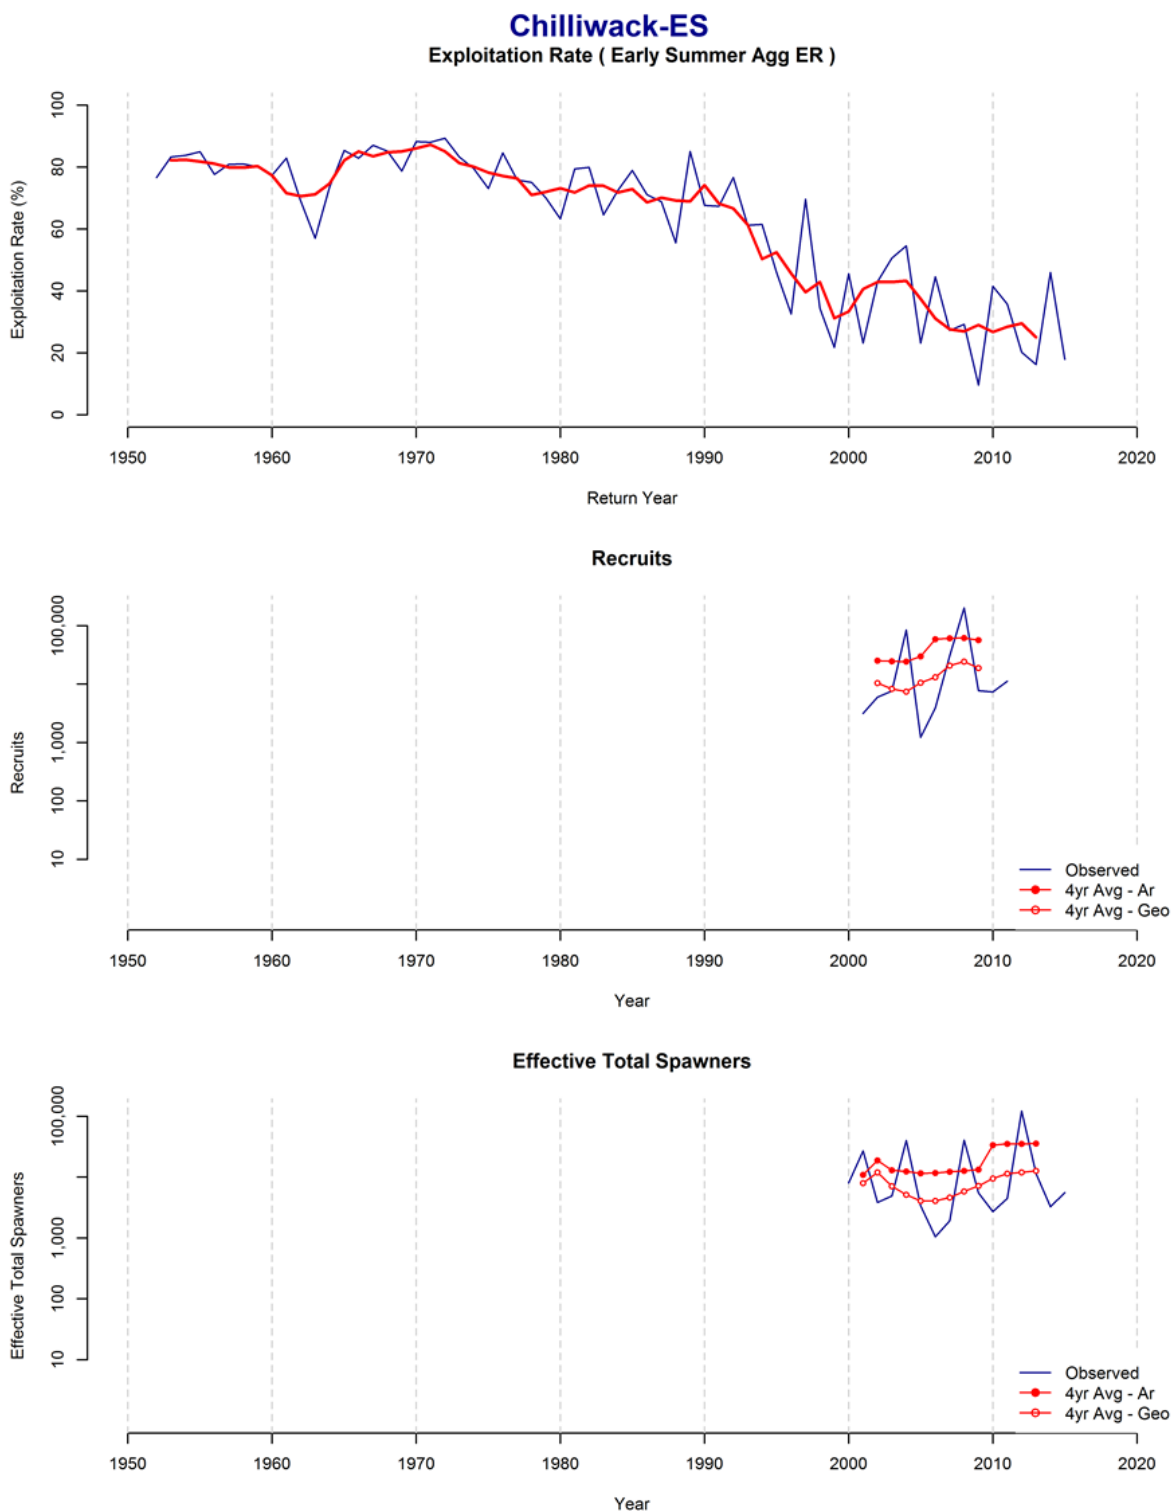 Chilliwack-ES
Exploitation Rate ( Early Summer Agg ER )
Exploitation Rate (%)
100
80
60
40
20
0
1950 1960 1970 1980 1990 2000 2010 2020
Return Year
Recruits
Recruits
100,000
1,000
100
10
Observed
4yr Avg - Ar
4yr Avg - Geo
1950 1960 1970 1980 1990 2000 2010 2020
Year
Effective Total Spawners
Effective Total Spawners
100,000
1,000
100
10
Observed
4yr Avg - Ar
4yr Avg - Geo
1950 1960 1970 1980 1990 2000 2010 2020
Year